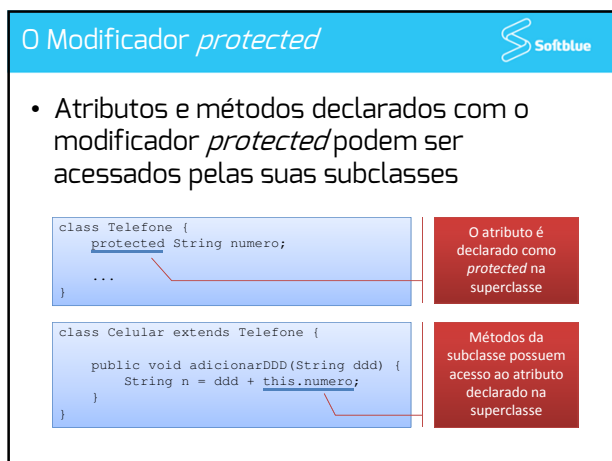 O Modificador protected
Softblue
• Atributos e métodos declarados com o
modificador protected podem ser
acessados pelas suas subclasses
class Telefone {
protected String numero;
...
}
O atributo é
declarado como
protected na
superclasse
class Celular extends Telefone {
public void adicionarDDD(String ddd) {
String n = ddd + this.numero;
}
}
Métodos da
subclasse possuem
acesso ao atributo
declarado na
superclasse